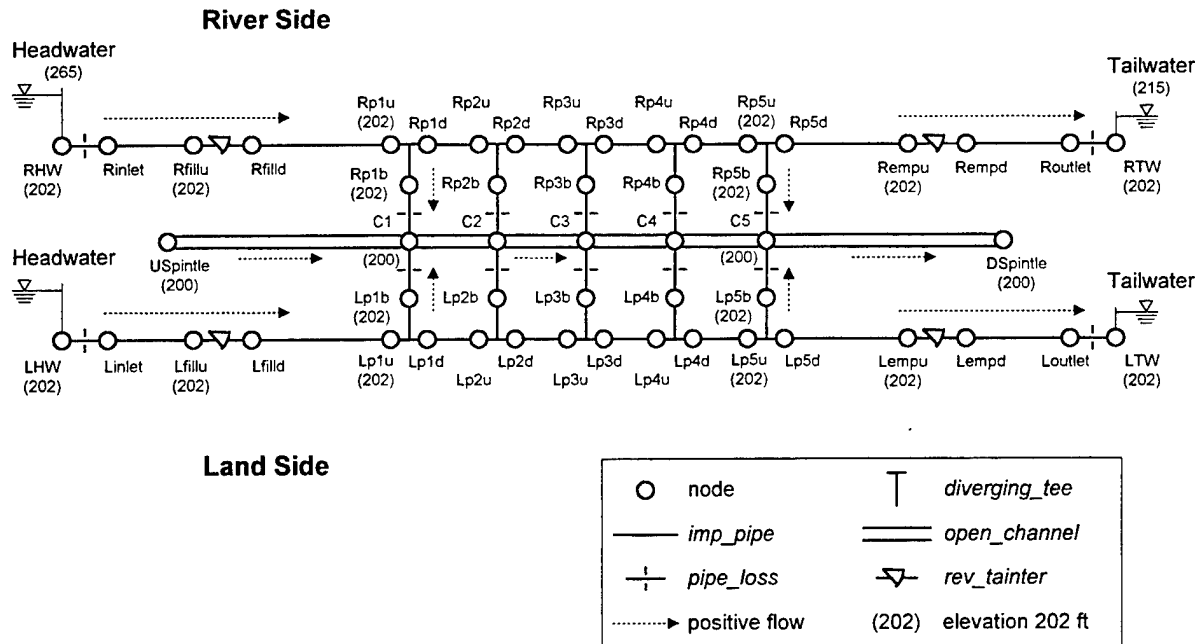 River Side
Headwater
(265)
Tailwater
(215)
Rp1u
(202)
Rp1d
Rp2u
Rp2d
Rp3u
Rp3d
Rp4u
Rp4d
Rp5u
(202)
Rp5d
RHW
(202)
Rinlet
Rfillu
(202)
Rfilld
Rempu
(202)
Rempd
Routlet
RTW
(202)
Rp1b
(202)
Rp2b
Rp3b
Rp4b
Rp5b
(202)
C1
C2
C3
C4
C5
USpintle
(200)
(200)
(200)
DSpintle
(200)
Headwater
Tailwater
Lp1b
(202)
Lp2b
Lp3b
Lp4b
Lp5b
(202)
LHW
(202)
Linlet
Lfillu
(202)
Lfilld
Lp1u
(202)
Lp1d
Lp2u
Lp2d
Lp3u
Lp3d
Lp4u
Lp4d
Lp5u
(202)
Lp5d
Lempu
(202)
Lempd
Loutlet
LTW
(202)
Land Side
node
diverging_tee
imp_pipe
open_channel
pipe_loss
rev_tainter
positive flow
(202) elevation 202 ft